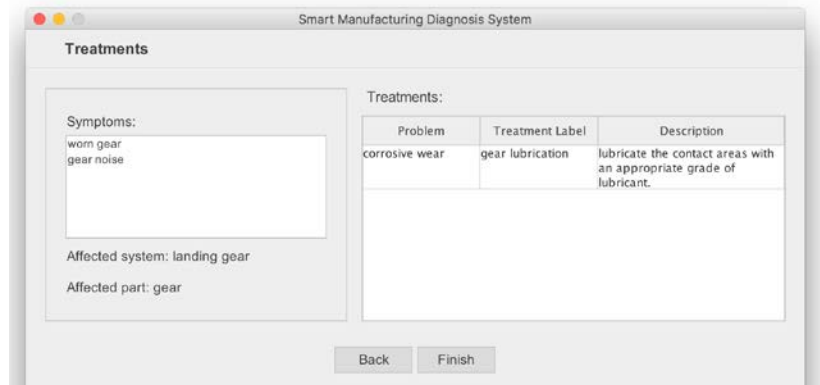 Smart Manufacturing Diagnosis System
Treatments
Symptoms:
worn gear
gear noise
Affected system: landing gear
Affected part: gear
Treatments:
Problem Treatment Label Description
corrosive wear gear lubrication lubricate the contact areas with
an appropriate grade of
lubricant.
Back Finish